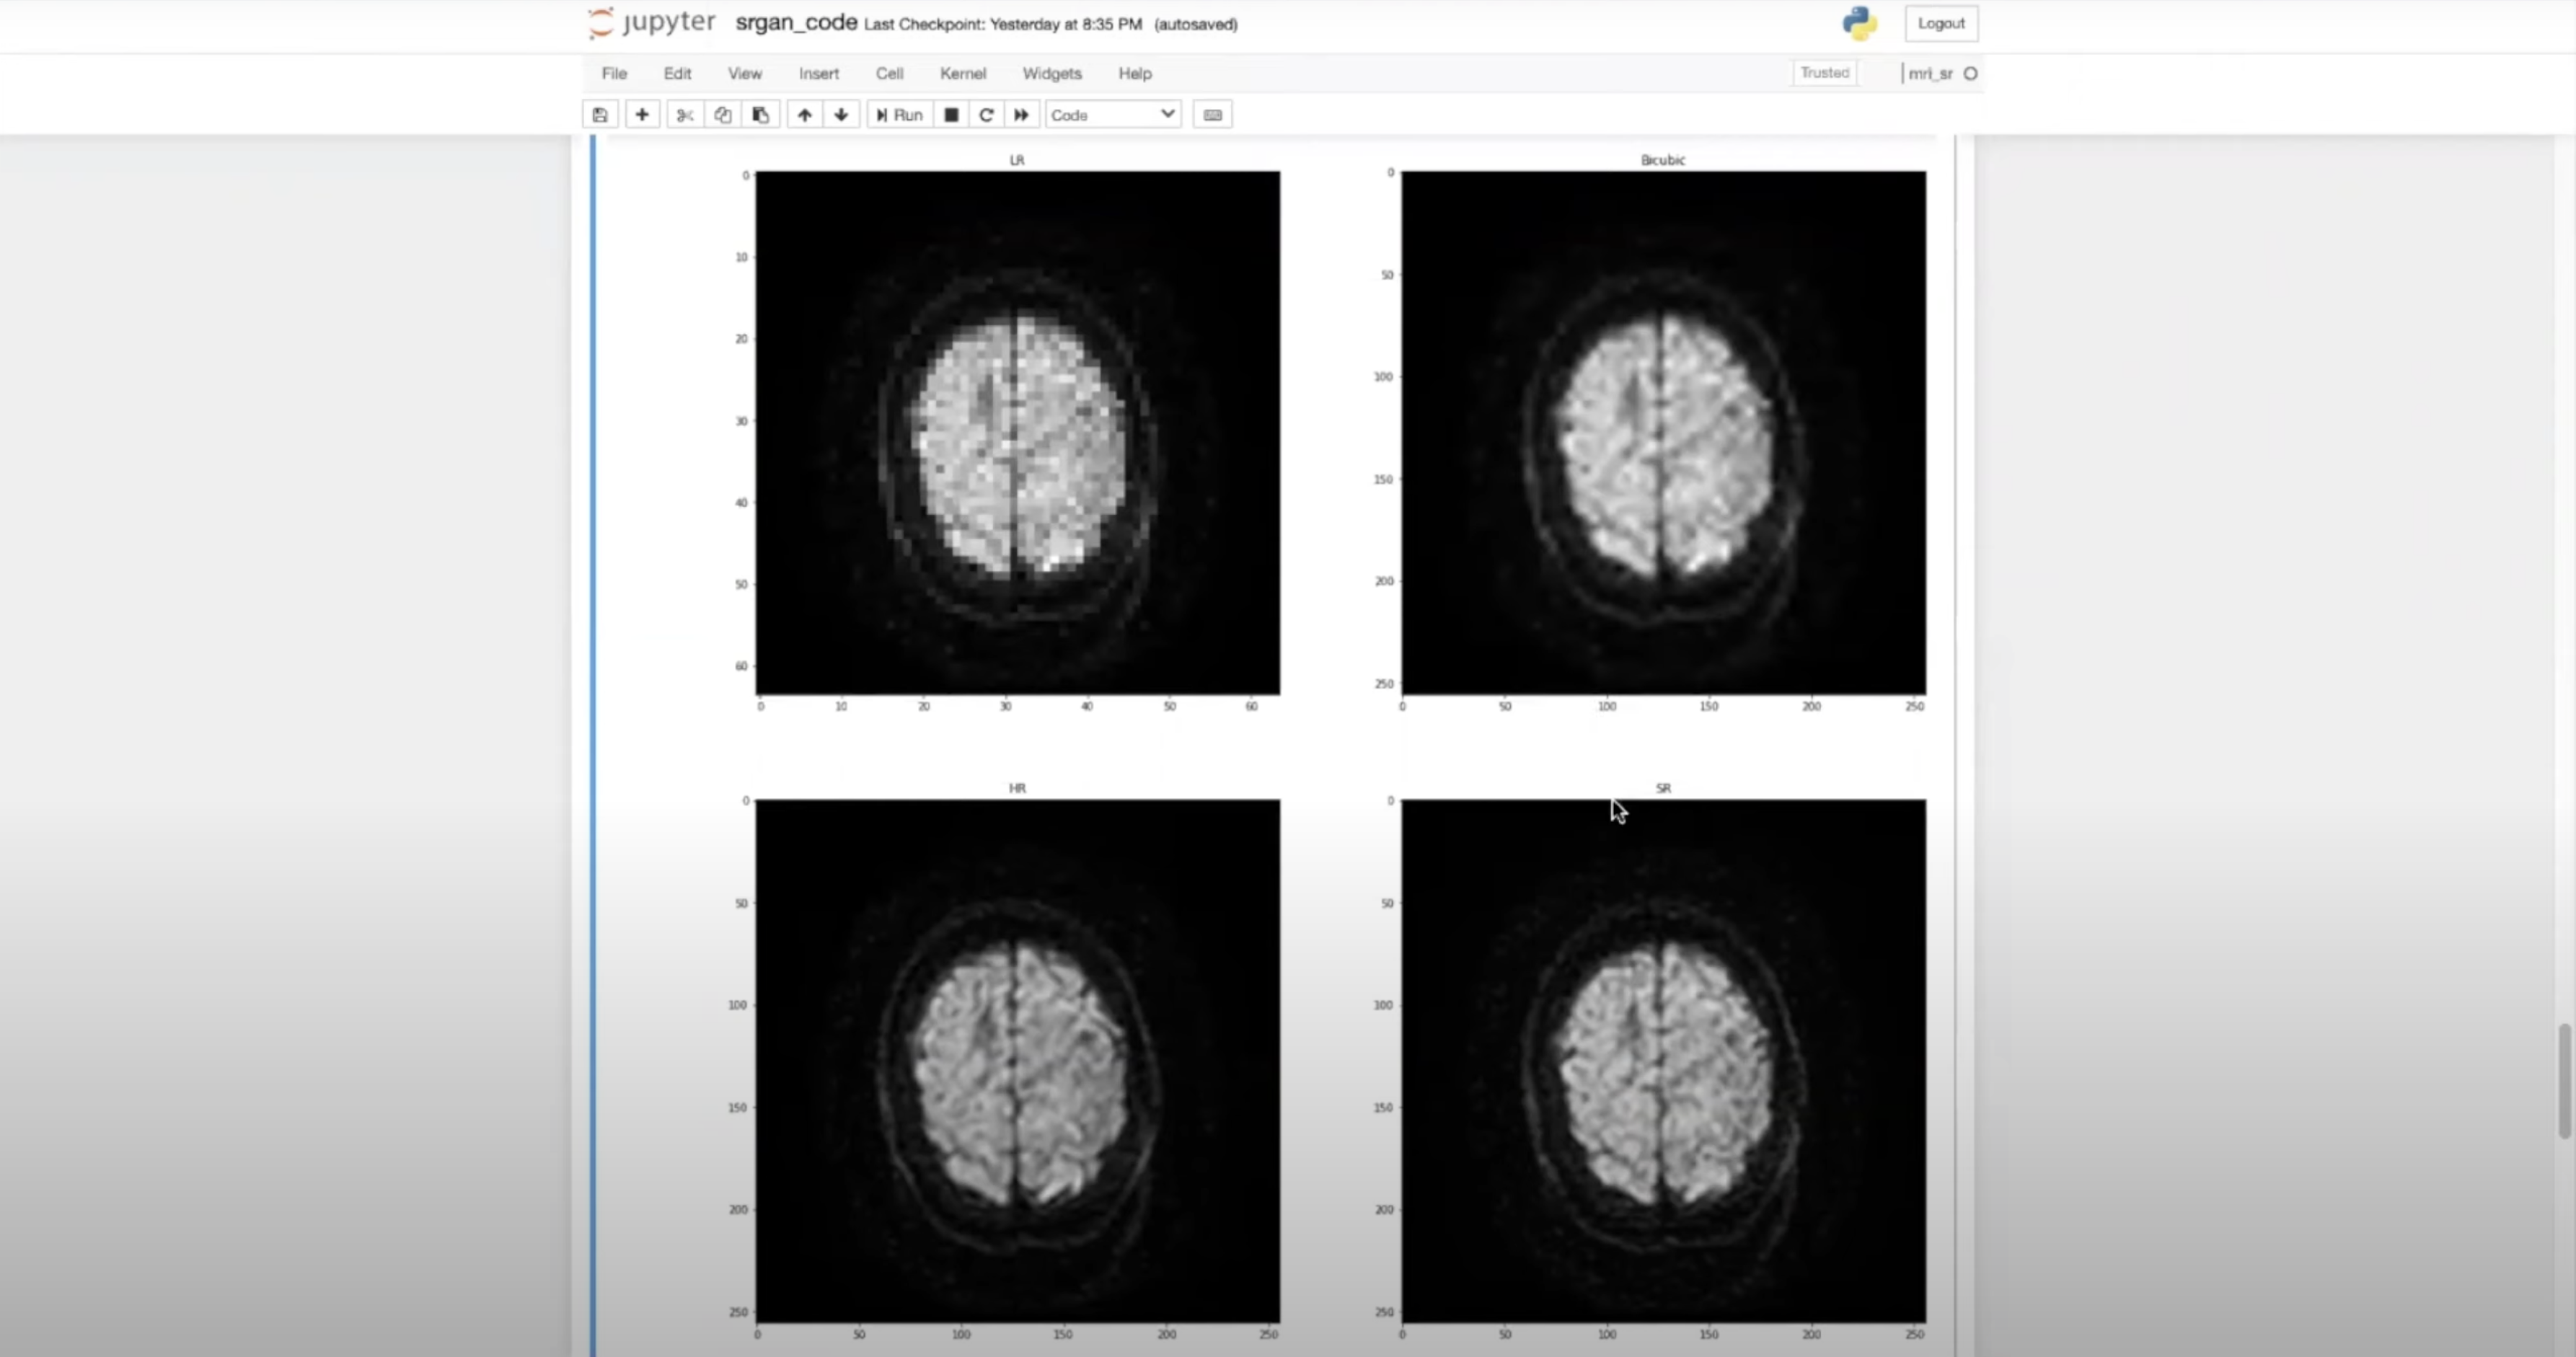 jupyter srgan_code Last Checkpoint: Yesterday at 8:35 PM (autosaved) Logout
File Edit View Insert Cell Kernel Widgets Help Trusted mri_sr
Run Code
LR
0
10
20
30
40
50
60
0 10 20 30 40 50 60
Bicubic
0
50
100
150
200
250
0 50 100 150 200 250
HR
0
50
100
150
200
250
0 50 100 150 200 250
SR
0
50
100
150
200
250
0 50 100 150 200 250